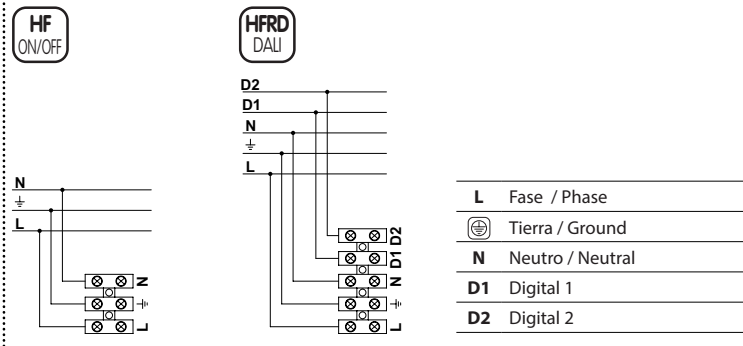 HF
ON/OFF
HFRD
DALI
D2
D1
N
L
N
L
N
L
D2
D1
N
L
L Fase / Phase
Tierra / Ground
N Neutro / Neutral
D1 Digital 1
D2 Digital 2